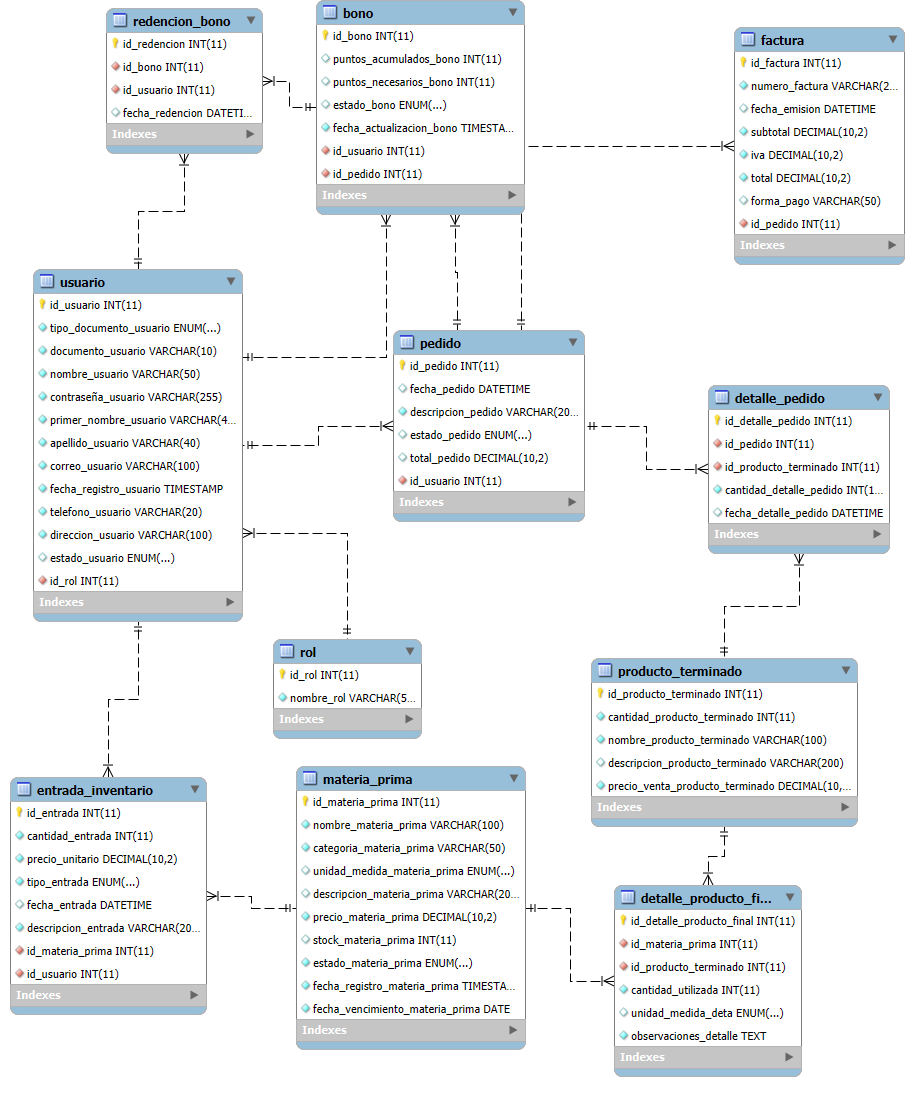 redencion_bono
id_redencion INT(11)
id_bono INT(11)
id_usuario INT(11)
fecha_redencion DATETI...
Indexes
bono
id_bono INT(11)
puntos_acumulados_bono INT(11)
puntos_necesarios_bono INT(11)
estado_bono ENUM(...)
fecha_actualizacion_bono TIMESTA...
id_usuario INT(11)
id_pedido INT(11)
Indexes
factura
id_factura INT(11)
numero_factura VARCHAR(2...
fecha_emision DATETIME
subtotal DECIMAL(10,2)
iva DECIMAL(10,2)
total DECIMAL(10,2)
forma_pago VARCHAR(50)
id_pedido INT(11)
Indexes
usuario
id_usuario INT(11)
tipo_documento_usuario ENUM(...)
documento_usuario VARCHAR(10)
nombre_usuario VARCHAR(50)
contraseña_usuario VARCHAR(255)
primer_nombre_usuario VARCHAR(4...
apellido_usuario VARCHAR(40)
correo_usuario VARCHAR(100)
fecha_registro_usuario TIMESTAMP
telefono_usuario VARCHAR(20)
direccion_usuario VARCHAR(100)
estado_usuario ENUM(...)
id_rol INT(11)
Indexes
pedido
id_pedido INT(11)
fecha_pedido DATETIME
descripcion_pedido VARCHAR(20...
estado_pedido ENUM(...)
total_pedido DECIMAL(10,2)
id_usuario INT(11)
Indexes
detalle_pedido
id_detalle_pedido INT(11)
id_pedido INT(11)
id_producto_terminado INT(11)
cantidad_detalle_pedido INT(1...
fecha_detalle_pedido DATETIME
Indexes
rol
id_rol INT(11)
nombre_rol VARCHAR(5...
Indexes
producto_terminado
id_producto_terminado INT(11)
cantidad_producto_terminado INT(11)
nombre_producto_terminado VARCHAR(100)
descripcion_producto_terminado VARCHAR(200)
precio_venta_producto_terminado DECIMAL(10,...
Indexes
entrada_inventario
id_entrada INT(11)
cantidad_entrada INT(11)
precio_unitario DECIMAL(10,2)
tipo_entrada ENUM(...)
fecha_entrada DATETIME
descripcion_entrada VARCHAR(20...
id_materia_prima INT(11)
id_usuario INT(11)
Indexes
materia_prima
id_materia_prima INT(11)
nombre_materia_prima VARCHAR(100)
categoria_materia_prima VARCHAR(50)
unidad_medida_materia_prima ENUM(...)
descripcion_materia_prima VARCHAR(20...
precio_materia_prima DECIMAL(10,2)
stock_materia_prima INT(11)
estado_materia_prima ENUM(...)
fecha_registro_materia_prima TIMESTA...
fecha_vencimiento_materia_prima DATE
Indexes
detalle_producto_fi...
id_detalle_producto_final INT(11)
id_materia_prima INT(11)
id_producto_terminado INT(11)
cantidad_utilizada INT(11)
unidad_medida_deta ENUM(...)
observaciones_detalle TEXT
Indexes